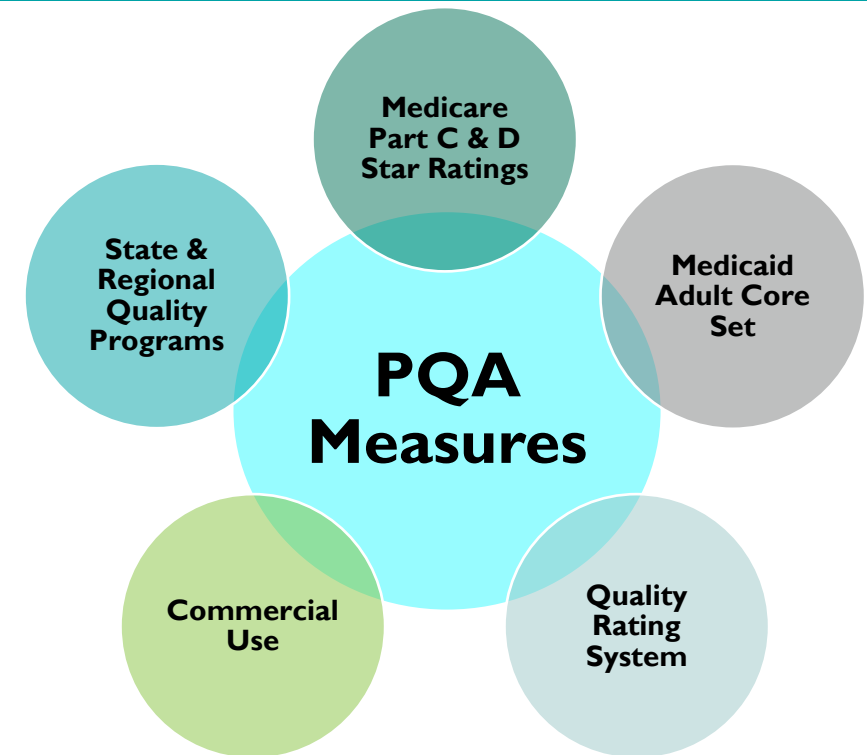 Medicare
Part C & D
Star Ratings
State &
Regional
Quality
Programs
Medicaid
Adult Core
Set
PQA
Measures
Commercial
Use
Quality
Rating
System